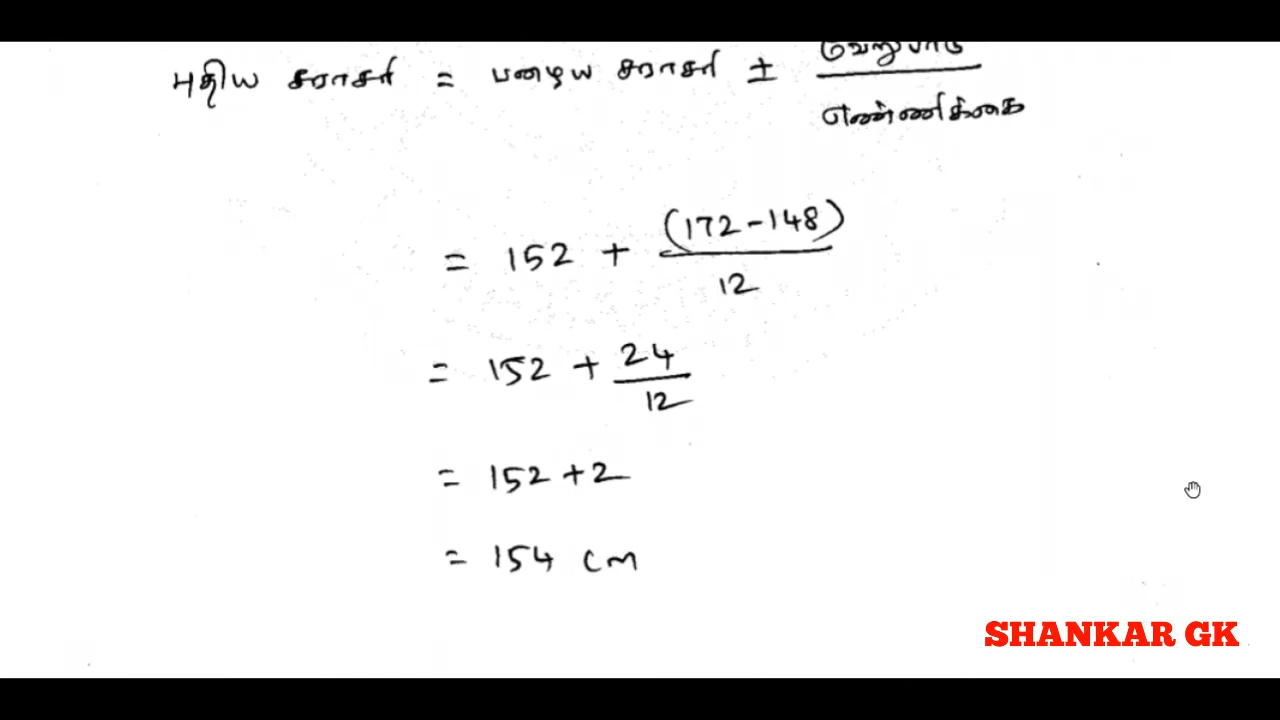 புதிய சராசரி = பழைய சராசரி ± வேறுபாடு
எண்ணிக்கை
= 152 + (172-148)
12
= 152 + 24
12
= 152 + 2
= 154 cm
SHANKAR GK